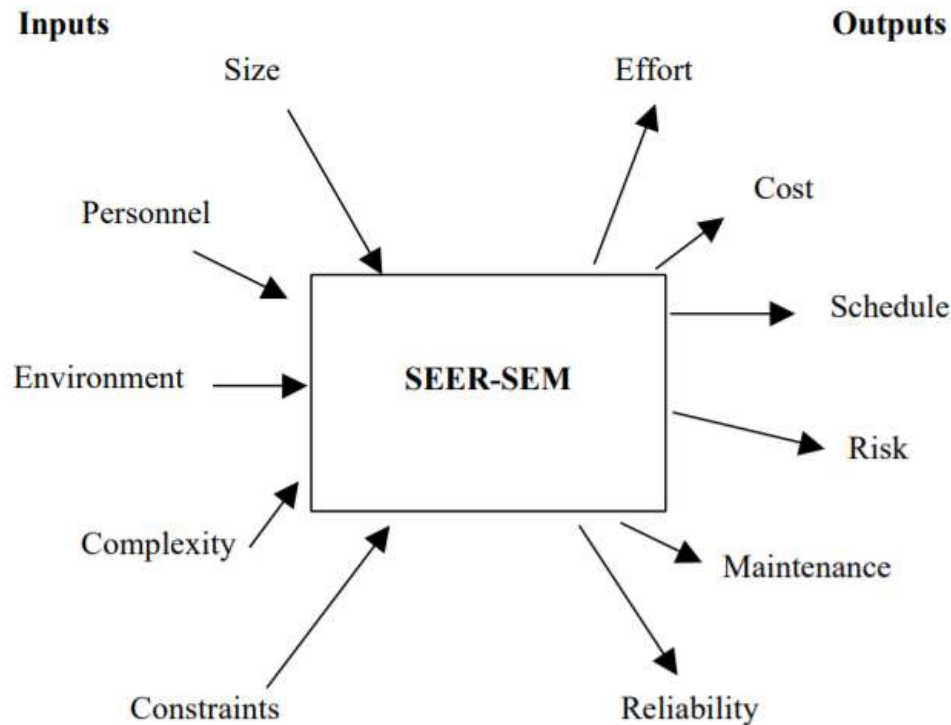 Inputs
Outputs
Size
Effort
Cost
Personnel
Schedule
Environment
SEER-SEM
Risk
Complexity
Maintenance
Constraints
Reliability